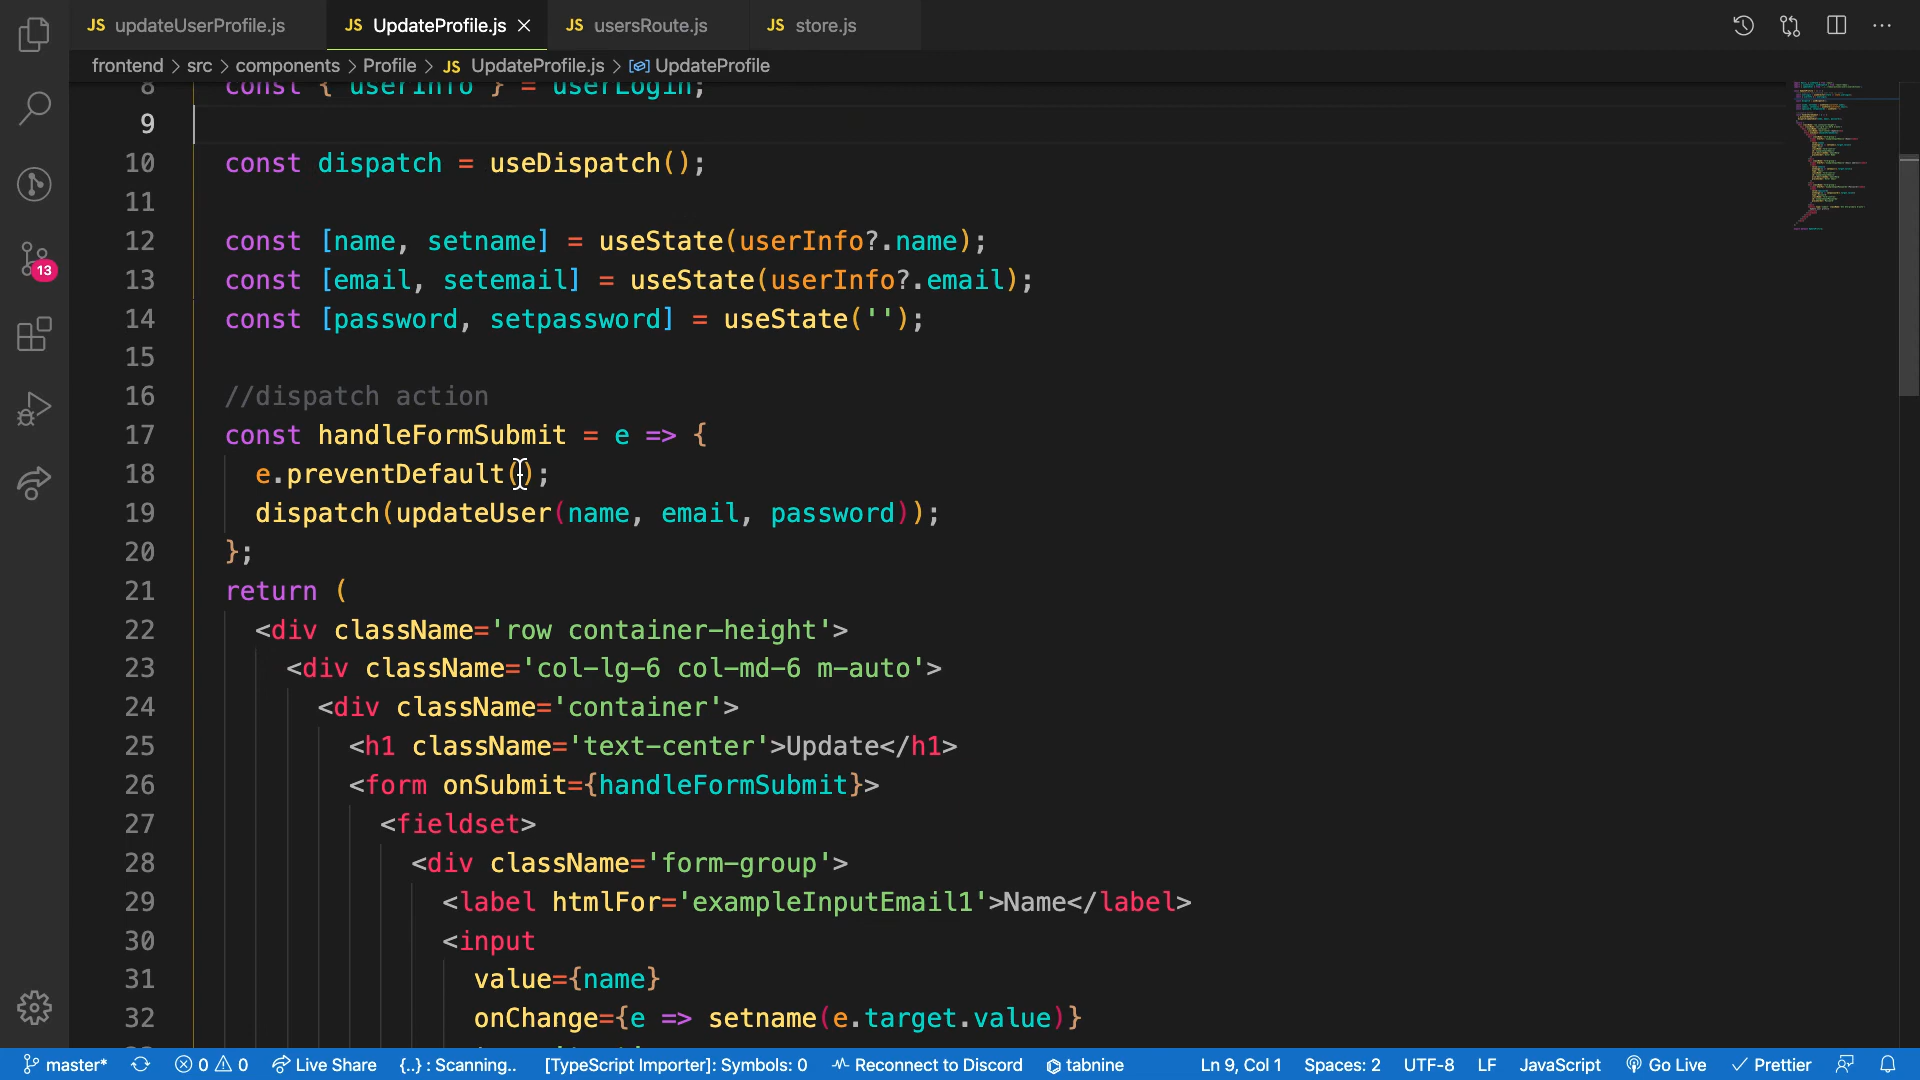 JS updateUserProfile.js JS UpdateProfile.js JS usersRoute.js JS store.js
frontend > src > components > Profile > JS UpdateProfile.js > UpdateProfile
8 const { userInfo } = userLogin;
9
10 const dispatch = useDispatch();
11
12 const [name, setname] = useState(userInfo?.name);
13 const [email, setemail] = useState(userInfo?.email);
14 const [password, setpassword] = useState('');
15
16 //dispatch action
17 const handleFormSubmit = e => {
18 e.preventDefault();
19 dispatch(updateUser(name, email, password));
20 };
21 return (
22 <div className='row container-height'>
23 <div className='col-lg-6 col-md-6 m-auto'>
24 <div className='container'>
25 <h1 className='text-center'>Update</h1>
26 <form onSubmit={handleFormSubmit}>
27 <fieldset>
28 <div className='form-group'>
29 <label htmlFor='exampleInputEmail1'>Name</label>
30 <input
31 value={name}
32 onChange={e => setname(e.target.value)}
13
master* 0 0 Live Share {..} : Scanning.. [TypeScript Importer]: Symbols: 0 Reconnect to Discord tabnine Ln 9, Col 1 Spaces: 2 UTF-8 LF JavaScript Go Live Prettier